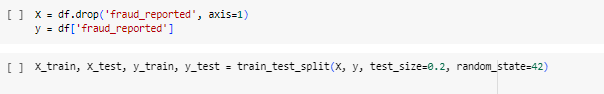 [ ] X = df.drop('fraud_reported', axis=1)
y = df['fraud_reported']
[ ] X_train, X_test, y_train, y_test = train_test_split(X, y, test_size=0.2, random_state=42)